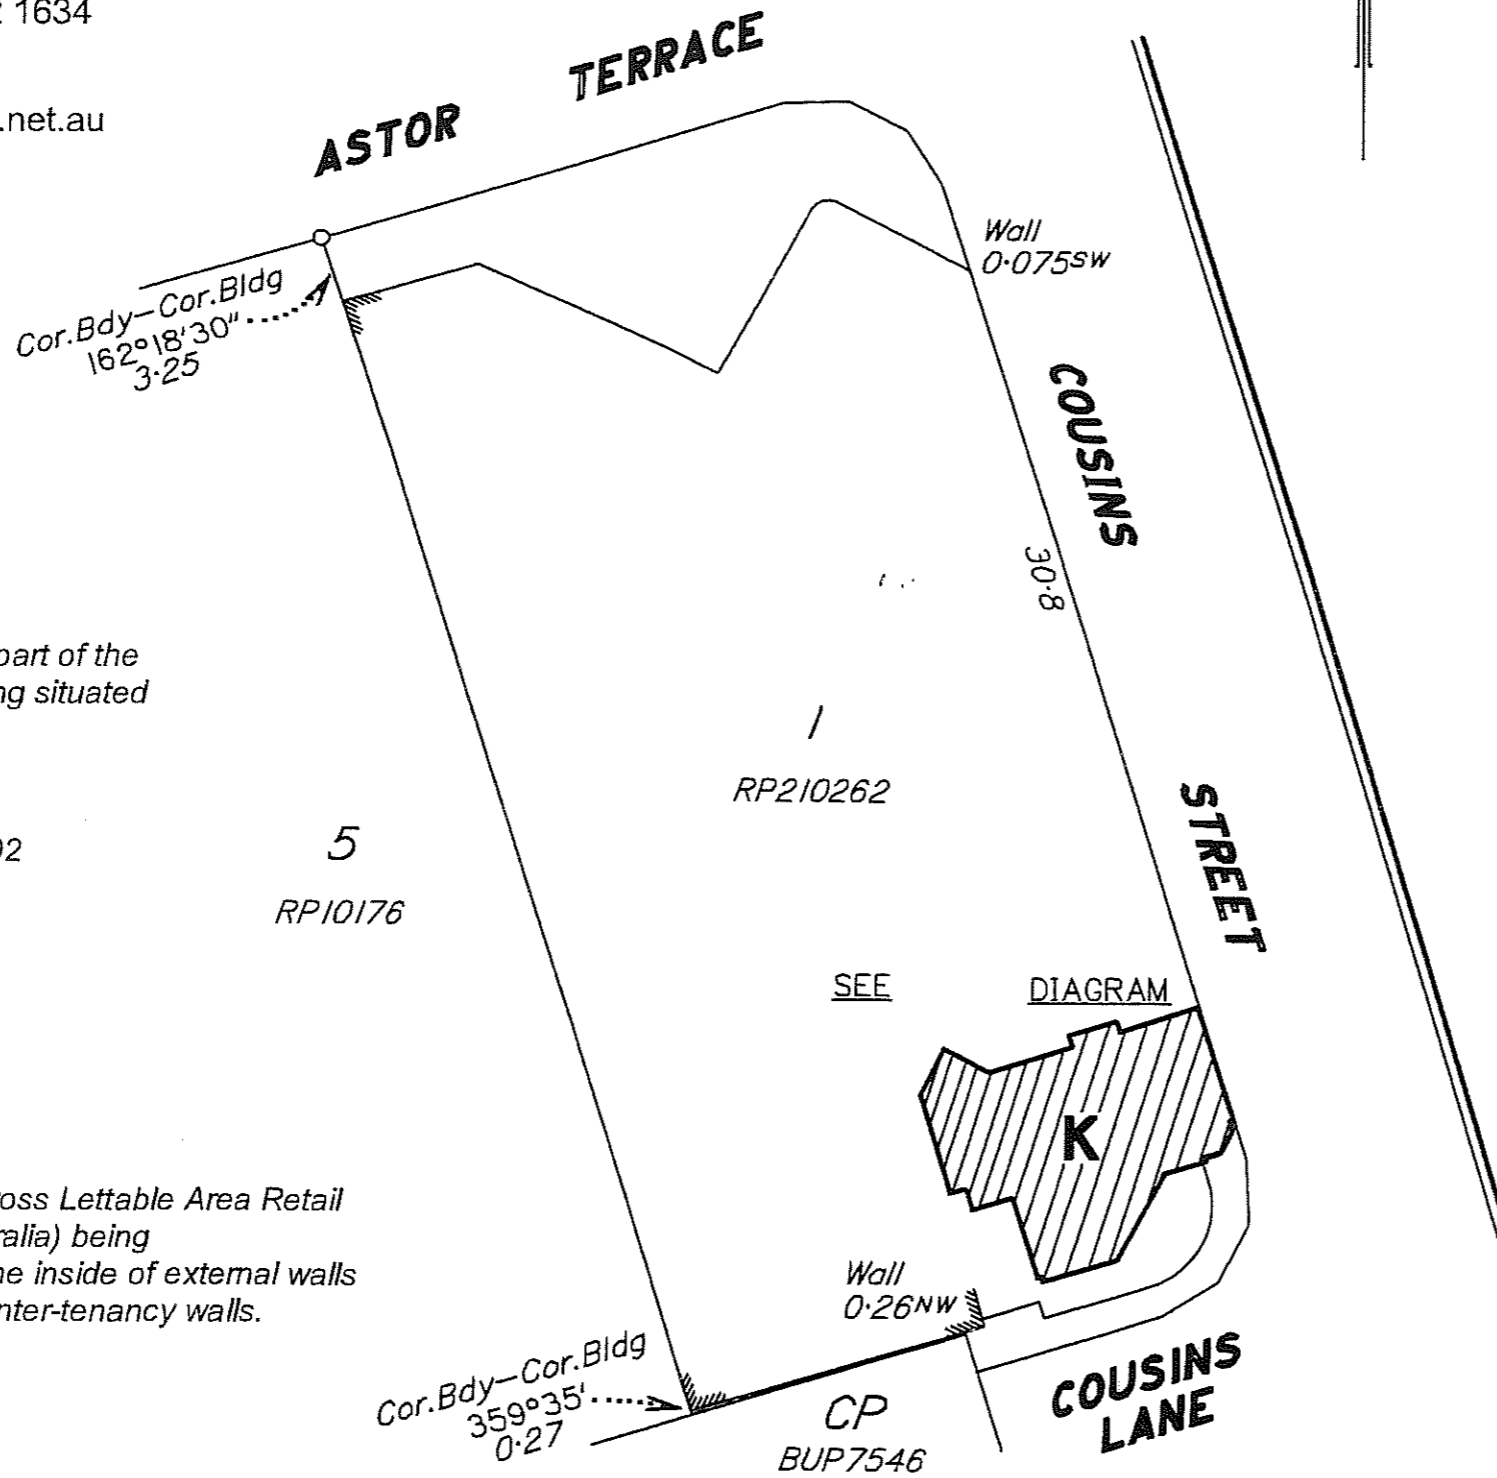 1634
.net.au
ASTOR TERRACE
Wall
0·075SW
Cor.Bdy–Cor.Bldg
162°18'30"
3·25
COUSINS STREET
30·8
part of the
ng situated
1
RP210262
5
RP10176
02
SEE DIAGRAM
K
ross Lettable Area Retail
ralia) being
ne inside of external walls
nter-tenancy walls.
Wall
0·26NW
Cor.Bdy–Cor.Bldg
359°35'
0·27
CP
BUP7546
COUSINS
LANE